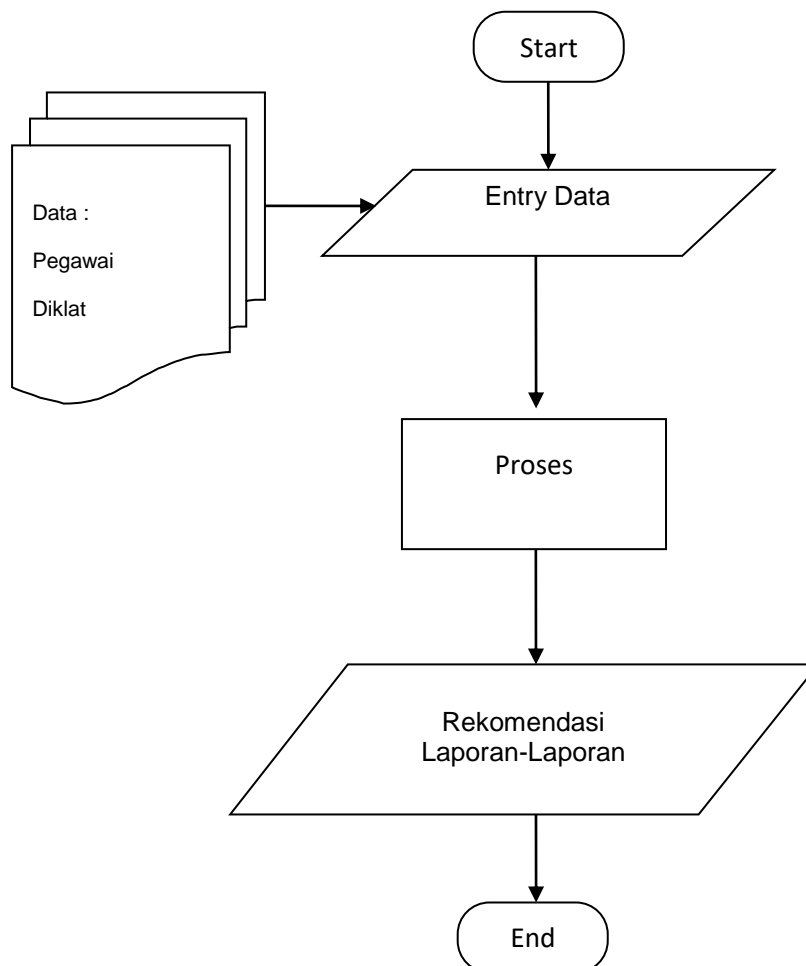 Start
Data :
Pegawai
Diklat
Entry Data
Proses
Rekomendasi
Laporan-Laporan
End